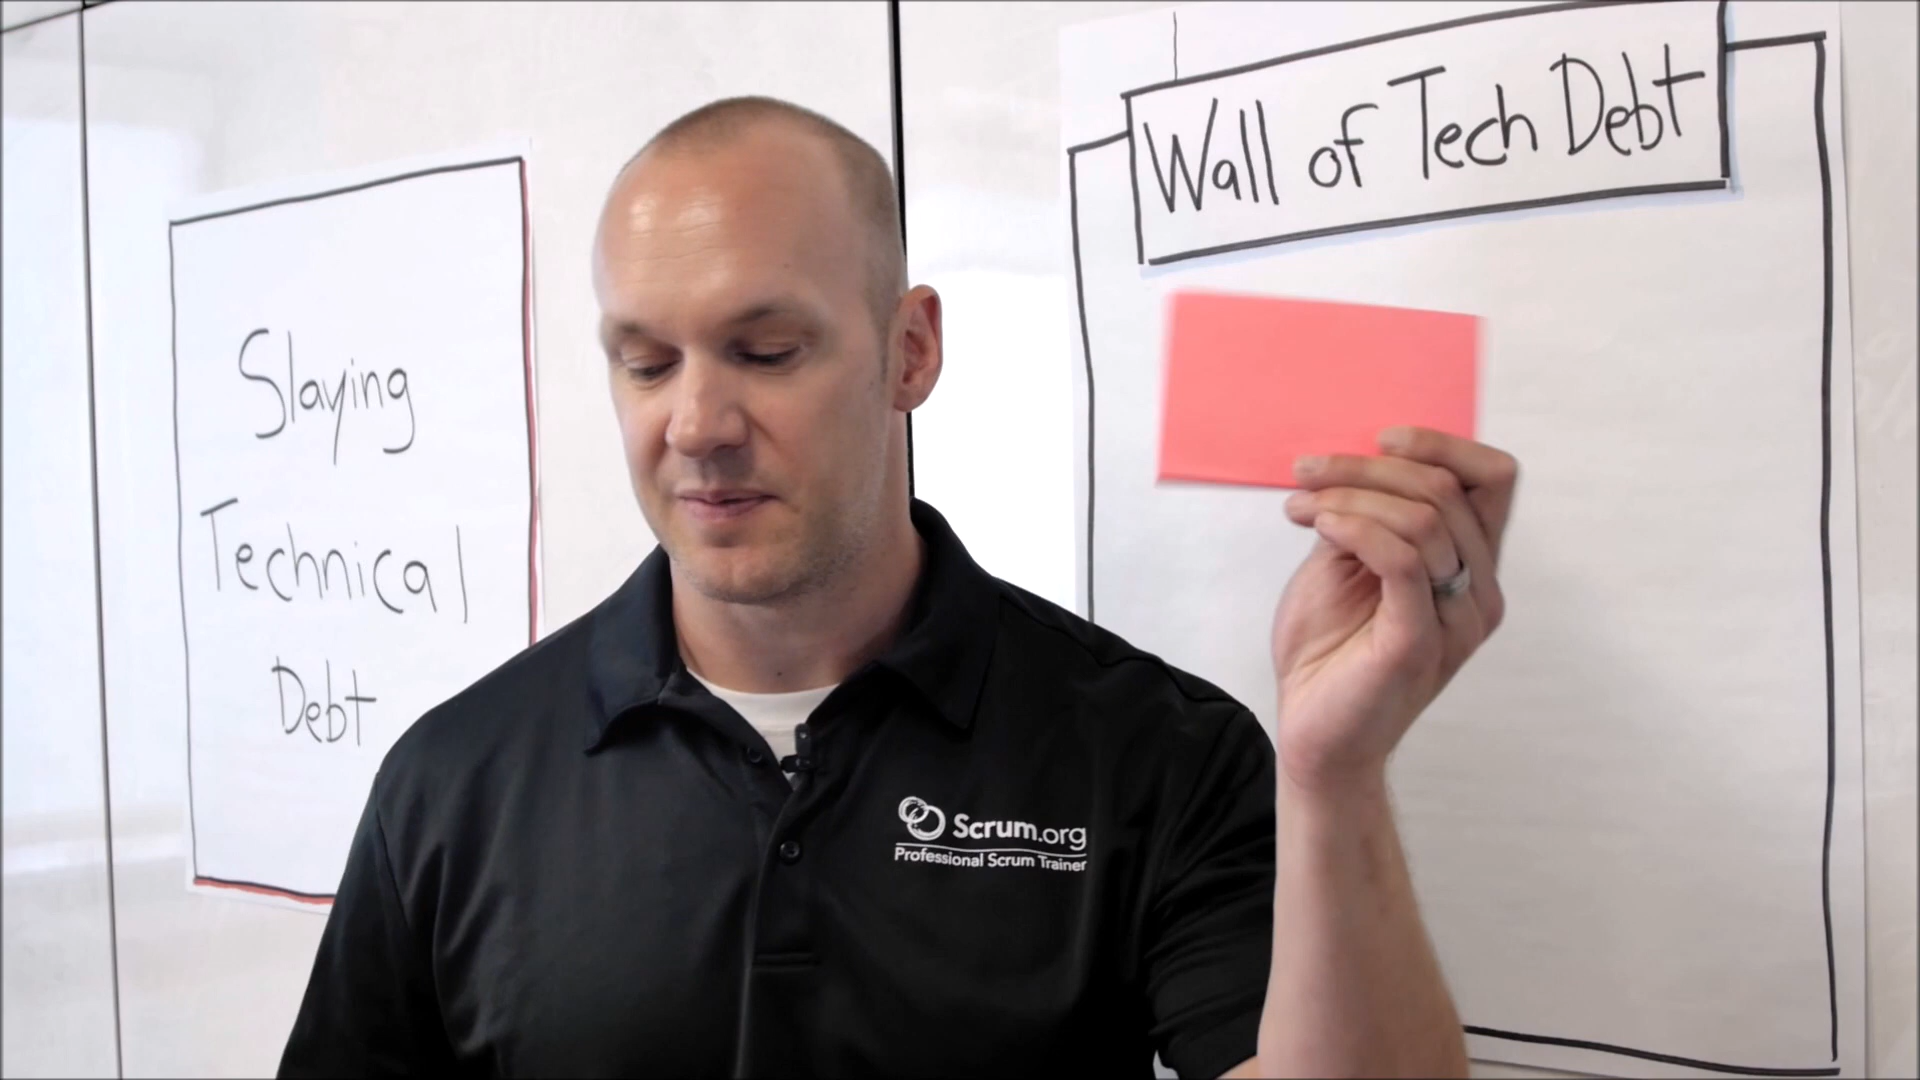 Slaying
Technical
Debt
Wall of Tech Debt
Scrum.org
Professional Scrum Trainer